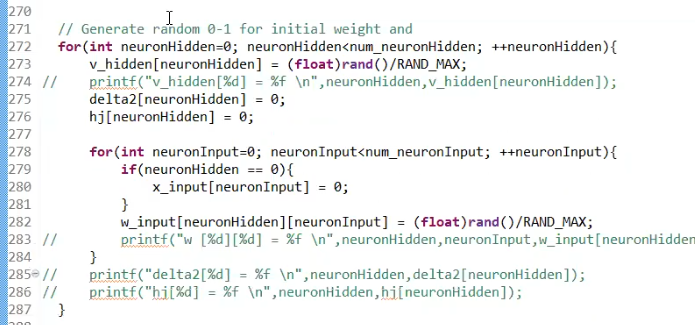 270
271 // Generate random 0-1 for initial weight and
272 for(int neuronHidden=0; neuronHidden<num_neuronHidden; ++neuronHidden){
273 v_hidden[neuronHidden] = (float)rand()/RAND_MAX;
274 // printf("v_hidden[%d] = %f \n",neuronHidden,v_hidden[neuronHidden]);
275 delta2[neuronHidden] = 0;
276 hj[neuronHidden] = 0;
277
278 for(int neuronInput=0; neuronInput<num_neuronInput; ++neuronInput){
279 if(neuronHidden == 0){
280 x_input[neuronInput] = 0;
281 }
282 w_input[neuronHidden][neuronInput] = (float)rand()/RAND_MAX;
283 // printf("w [%d][%d] = %f \n",neuronHidden,neuronInput,w_input[neuronHidden
284 }
285 // printf("delta2[%d] = %f \n",neuronHidden,delta2[neuronHidden]);
286 // printf("hj[%d] = %f \n",neuronHidden,hj[neuronHidden]);
287 }